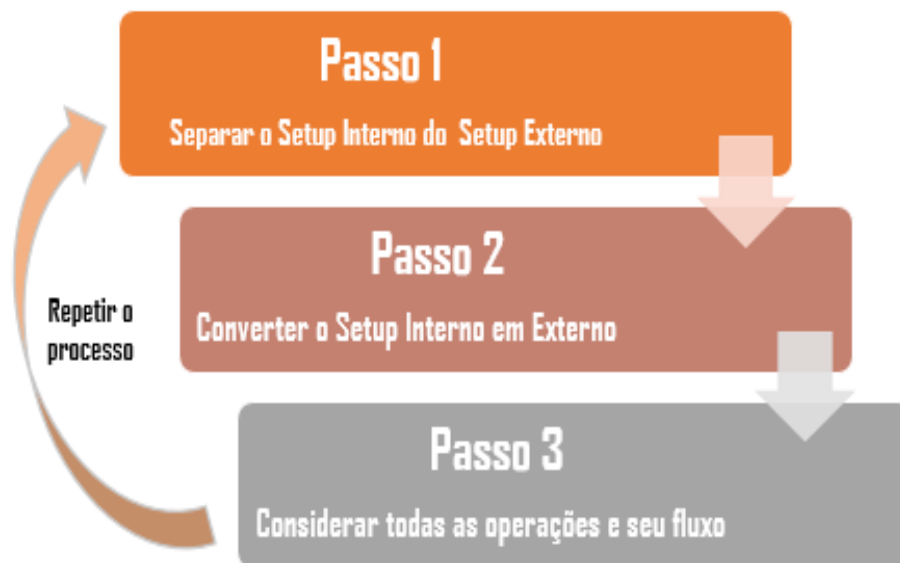 Passo 1
Separar o Setup Interno do Setup Externo
Passo 2
Converter o Setup Interno em Externo
Repetir o
processo
Passo 3
Considerar todas as operações e seu fluxo